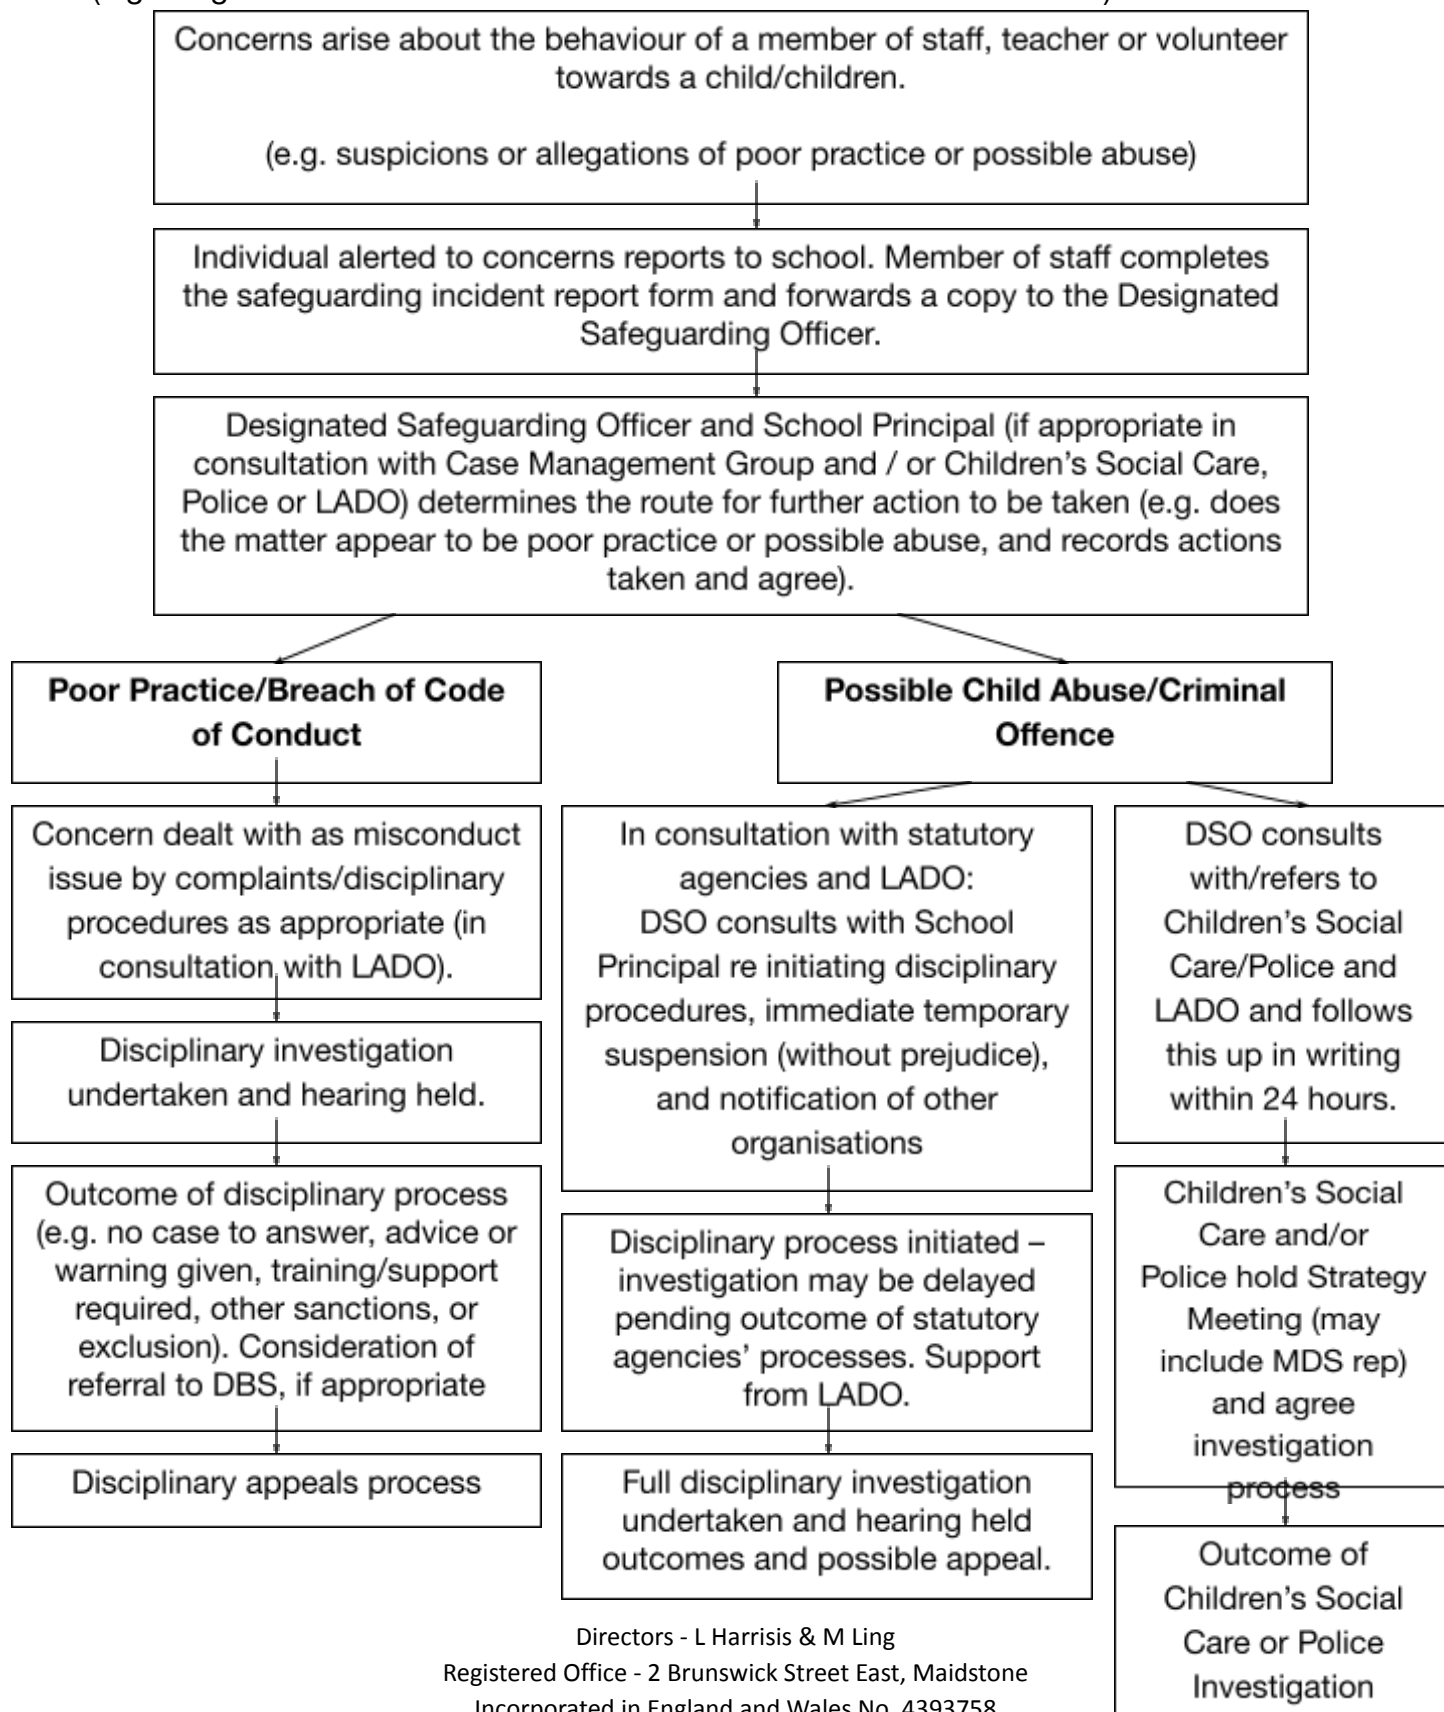 Concerns arise about the behaviour of a member of staff, teacher or volunteer
towards a child/children.
(e.g. suspicions or allegations of poor practice or possible abuse)
Individual alerted to concerns reports to school. Member of staff completes
the safeguarding incident report form and forwards a copy to the Designated
Safeguarding Officer.
Designated Safeguarding Officer and School Principal (if appropriate in
consultation with Case Management Group and / or Children's Social Care,
Police or LADO) determines the route for further action to be taken (e.g. does
the matter appear to be poor practice or possible abuse, and records actions
taken and agree).
Poor Practice/Breach of Code
of Conduct
Concern dealt with as misconduct
issue by complaints/disciplinary
procedures as appropriate (in
consultation with LADO).
Disciplinary investigation
undertaken and hearing held.
Outcome of disciplinary process
(e.g. no case to answer, advice or
warning given, training/support
required, other sanctions, or
exclusion). Consideration of
referral to DBS, if appropriate
Disciplinary appeals process
Possible Child Abuse/Criminal
Offence
In consultation with statutory
agencies and LADO:
DSO consults with School
Principal re initiating disciplinary
procedures, immediate temporary
suspension (without prejudice),
and notification of other
organisations
Disciplinary process initiated –
investigation may be delayed
pending outcome of statutory
agencies' processes. Support
from LADO.
Full disciplinary investigation
undertaken and hearing held
outcomes and possible appeal.
DSO consults
with/refers to
Children's Social
Care/Police and
LADO and follows
this up in writing
within 24 hours.
Children's Social
Care and/or
Police hold Strategy
Meeting (may
include MDS rep)
and agree
investigation
process
Outcome of
Children's Social
Care or Police
Investigation
Directors - L Harrisis & M Ling
Registered Office - 2 Brunswick Street East, Maidstone
Incorporated in England and Wales No. 4393758